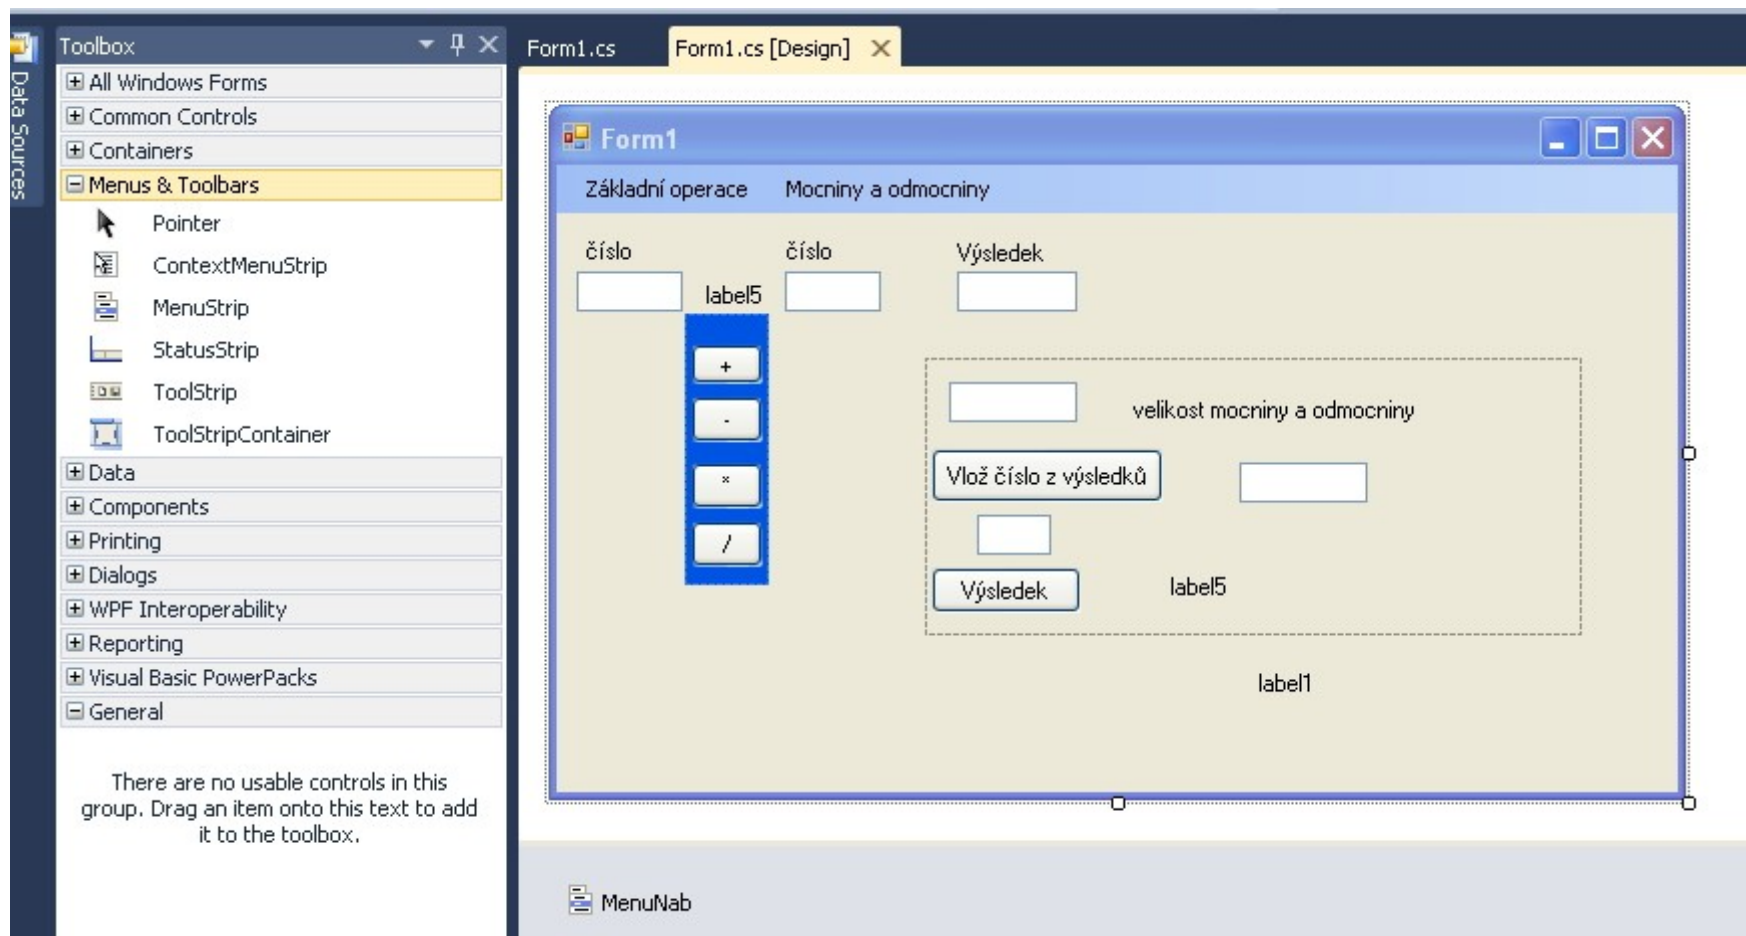 Data Sources
Toolbox
All Windows Forms
Common Controls
Containers
Menus & Toolbars
Pointer
ContextMenuStrip
MenuStrip
StatusStrip
ToolStrip
ToolStripContainer
Data
Components
Printing
Dialogs
WPF Interoperability
Reporting
Visual Basic PowerPacks
General
There are no usable controls in this
group. Drag an item onto this text to add
it to the toolbox.
Form1.cs Form1.cs [Design]
Form1
Základní operace Mocniny a odmocniny
číslo číslo Výsledek
label5
+
-
*
/
velikost mocniny a odmocniny
Vlož číslo z výsledků
Výsledek label5
label1
MenuNab